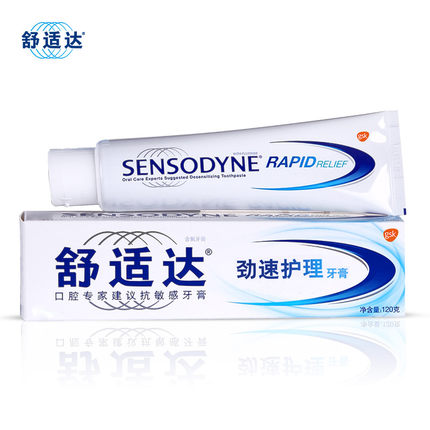 舒适达®
SENSODYNE®
RAPID RELIEF
Oral Care Experts Suggested Desensitising Toothpaste
gsk
舒适达®
劲速护理 牙膏
gsk
口腔专家建议抗敏感牙膏
净含量:120克